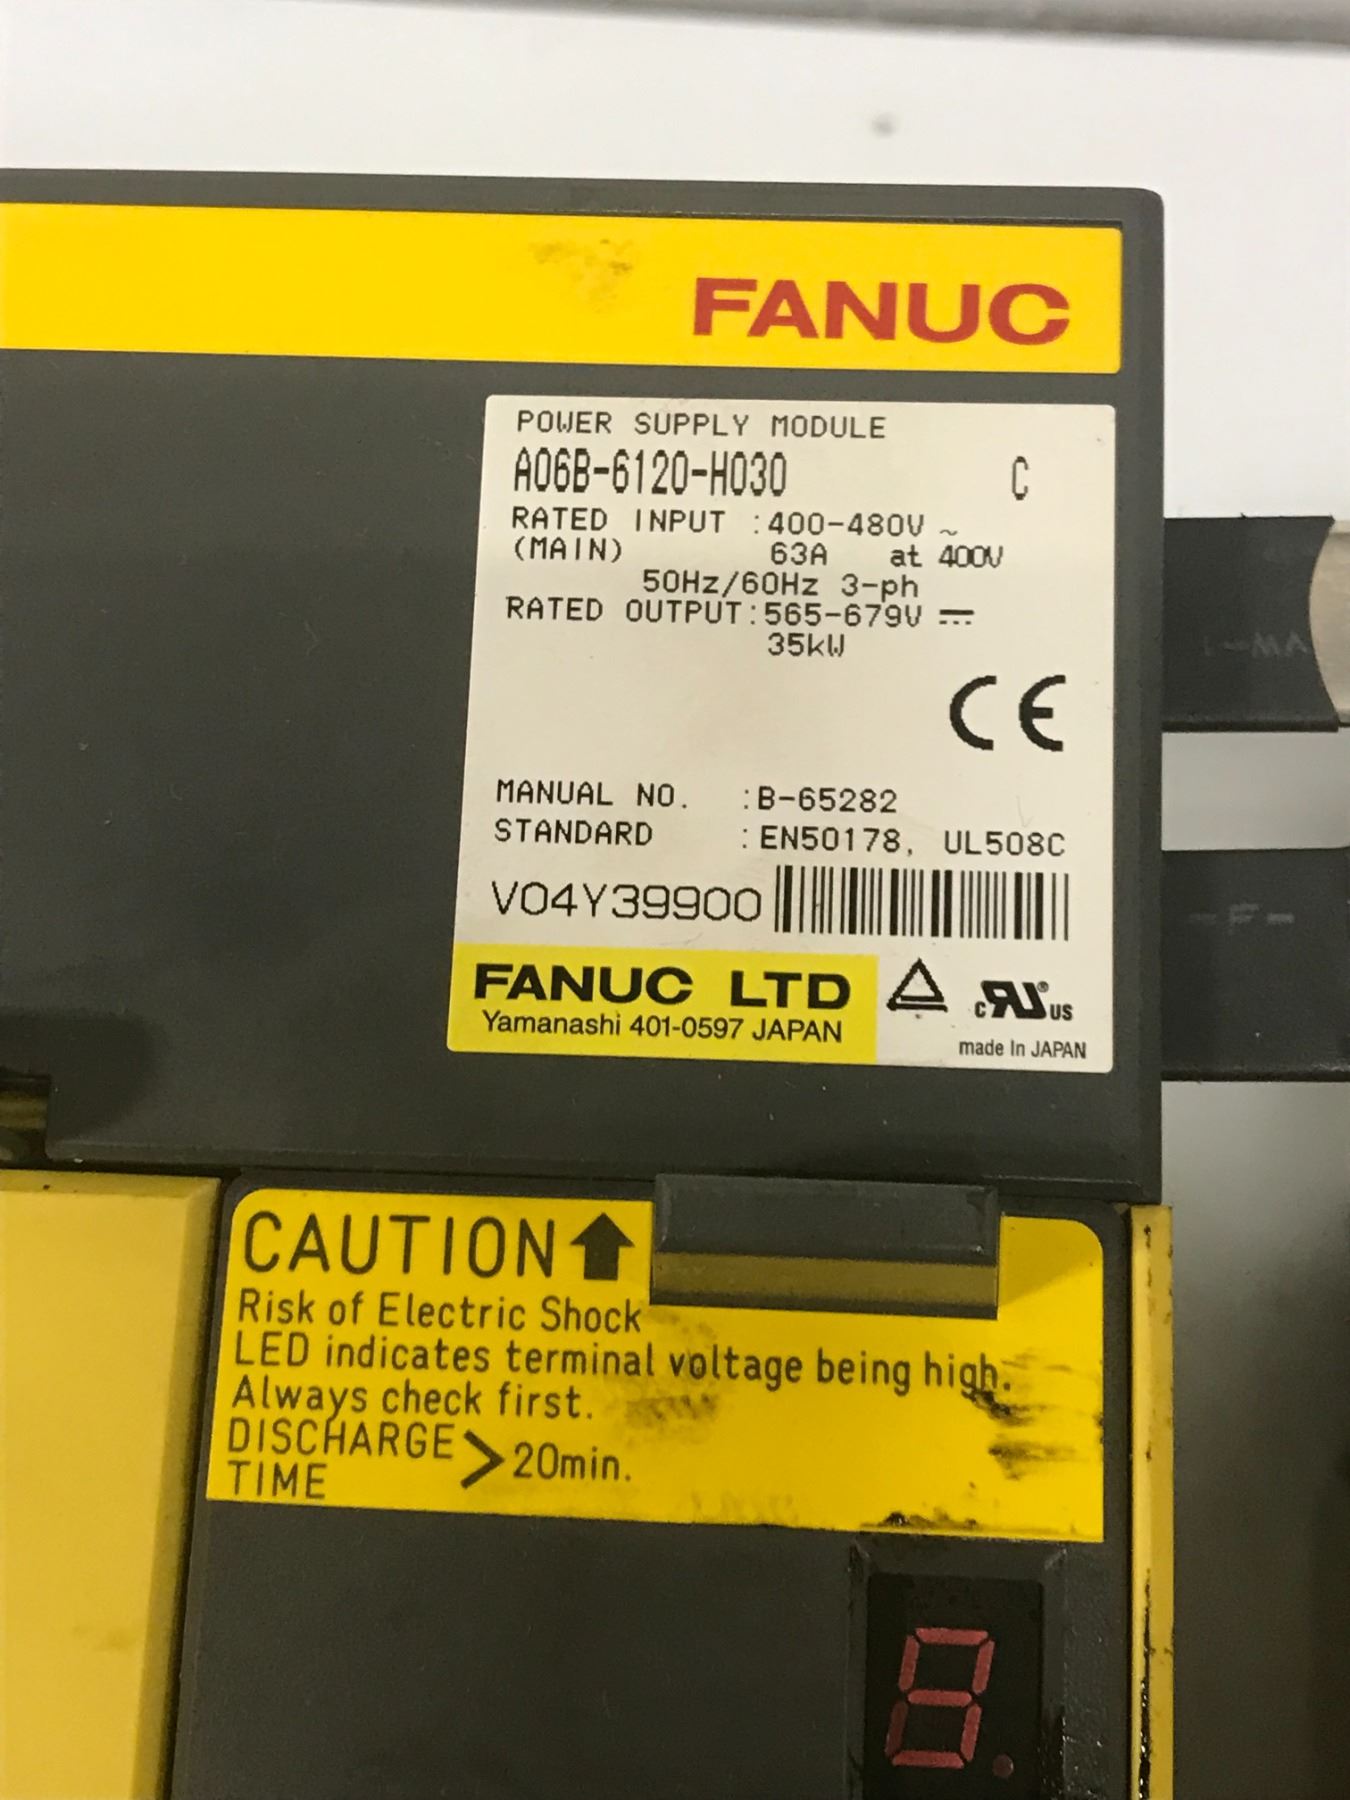 FANUC
POWER SUPPLY MODULE
A06B-6120-H030 C
RATED INPUT :400-480V ~
(MAIN) 63A at 400V
50Hz/60Hz 3-ph
RATED OUTPUT:565-679V ⎓
35kW
CE
MANUAL NO. :B-65282
STANDARD :EN50178, UL508C
V04Y39900
FANUC LTD
Yamanashi 401-0597 JAPAN
c RU ® US
made In JAPAN
CAUTION
Risk of Electric Shock
LED indicates terminal voltage being high.
Always check first.
DISCHARGE
TIME > 20min.
8.
-F-